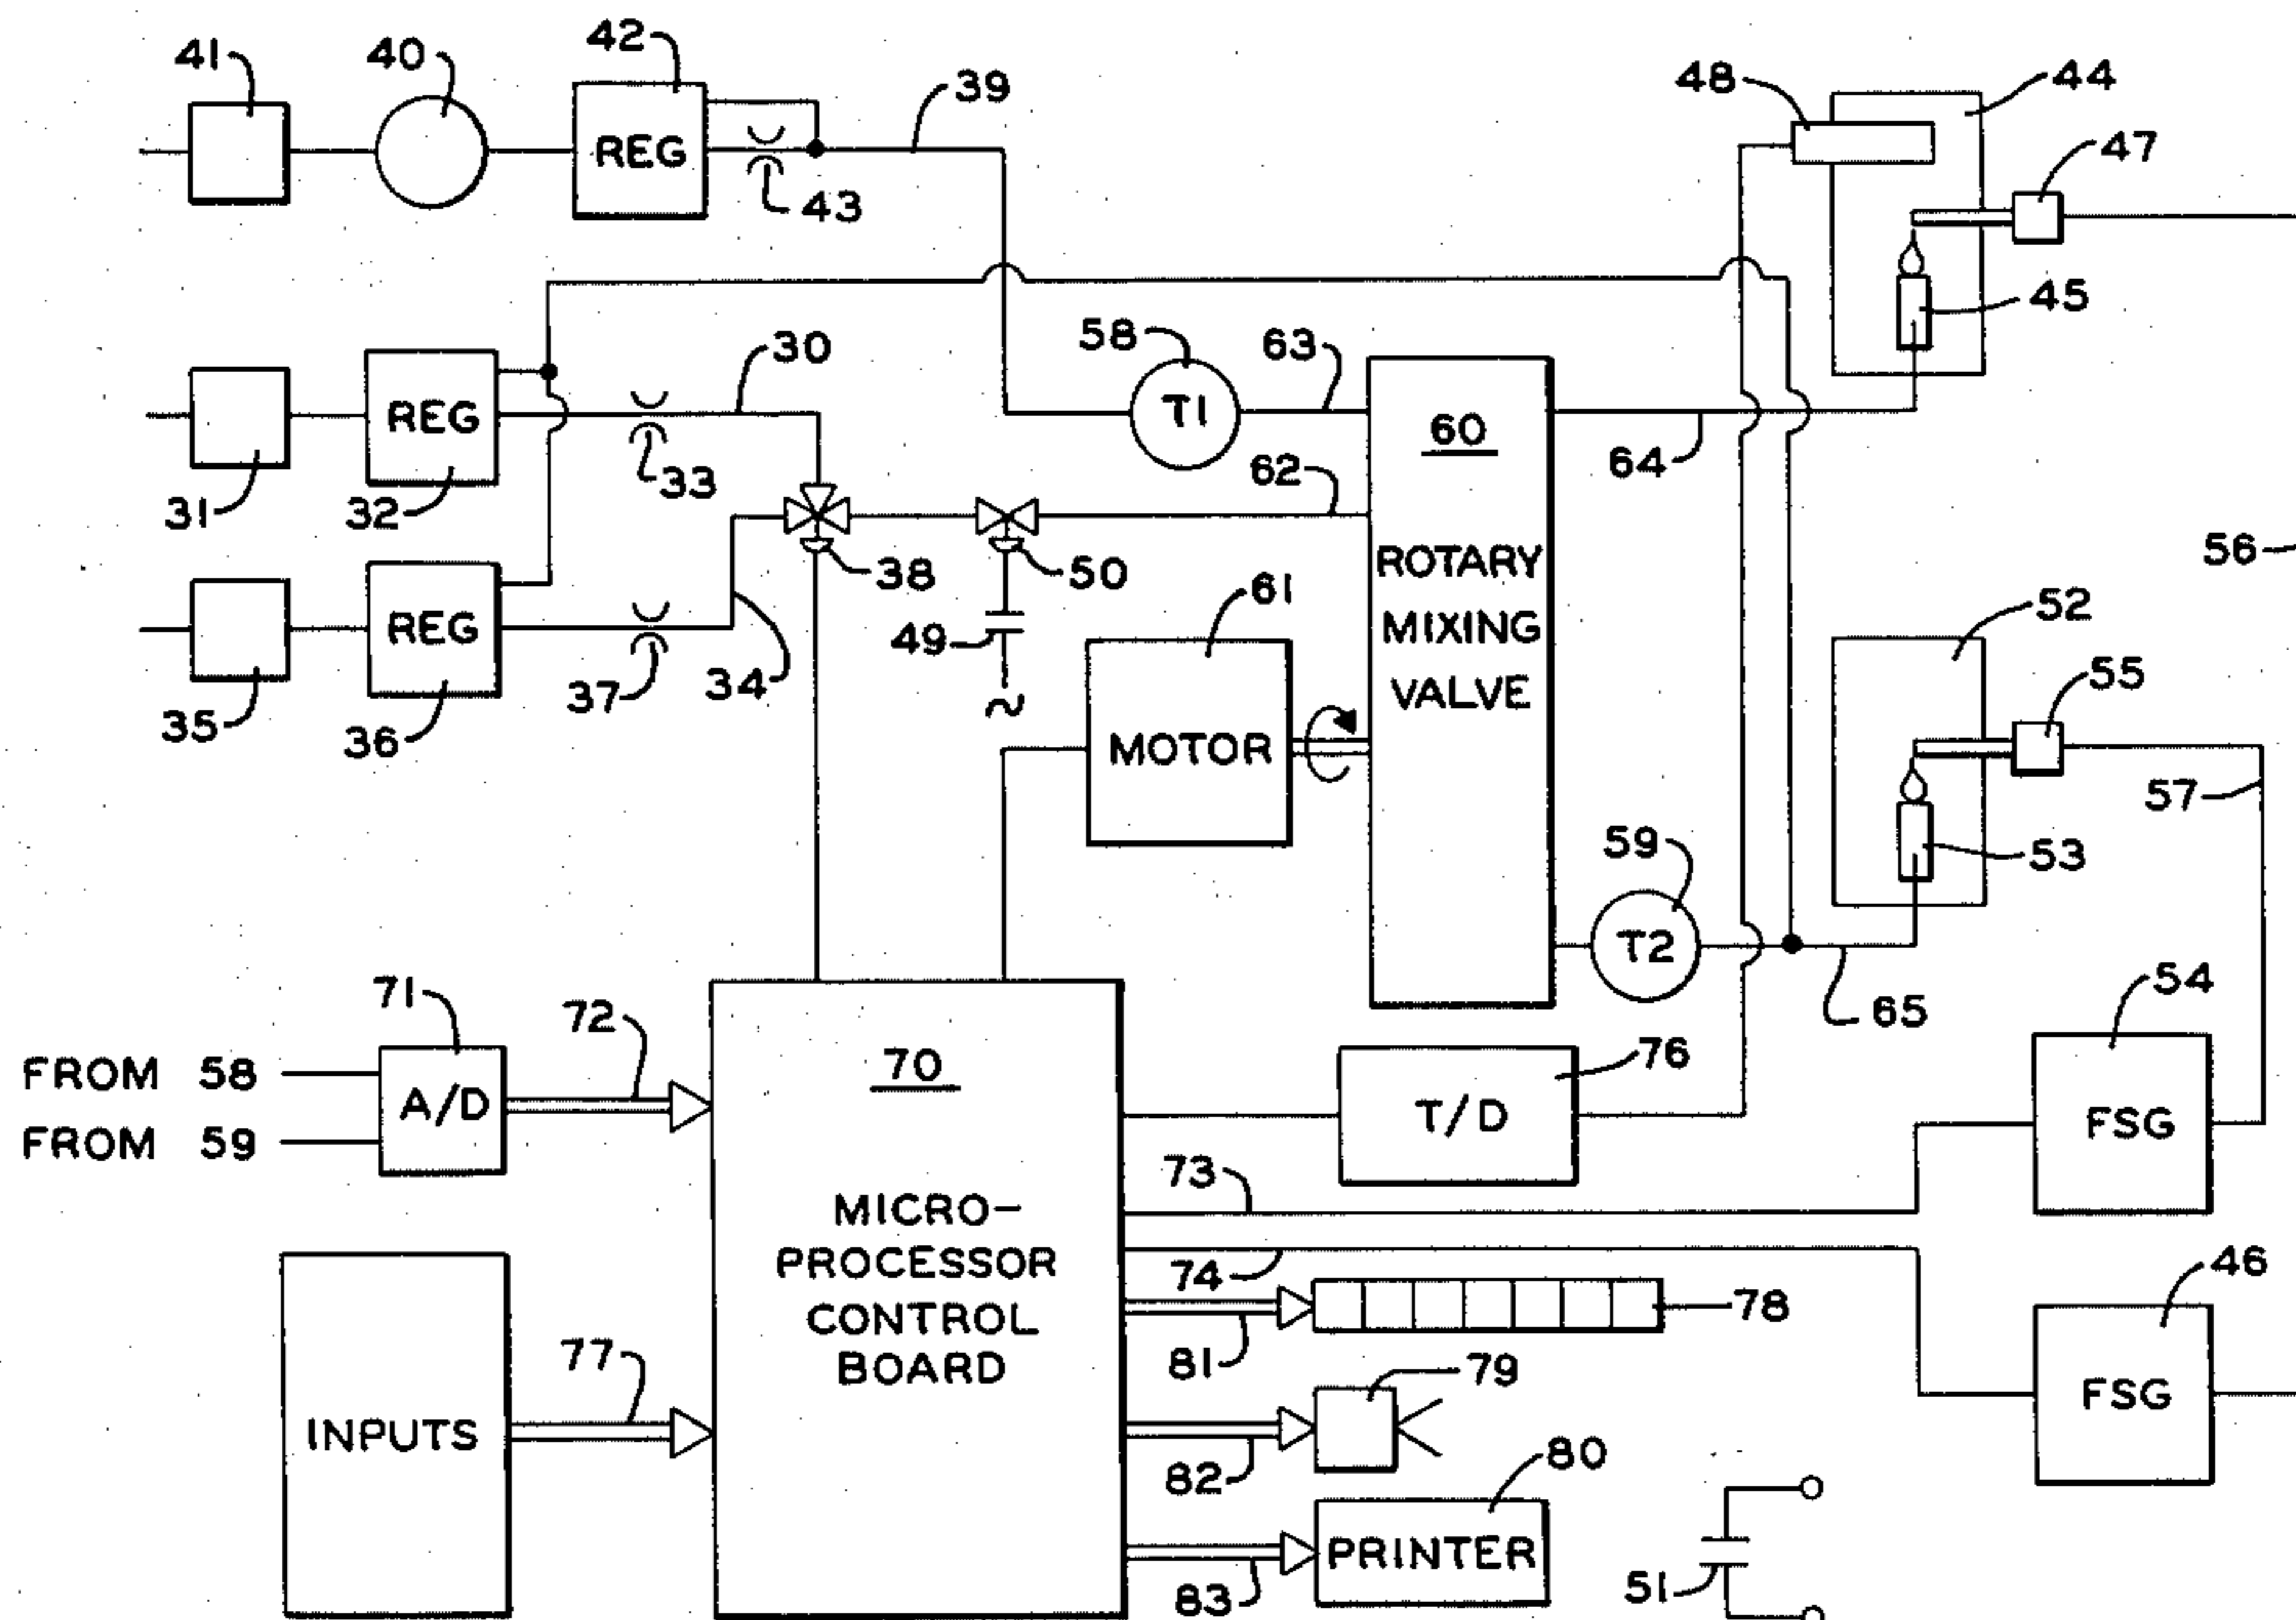 41
40
42
REG
43
39
48
44
47
45
31
REG
32
33
30
58
T1
63
62
60
ROTARY
MIXING
VALVE
64
56
35
REG
36
37
34
38
50
49
61
MOTOR
52
55
57
53
59
T2
65
54
FSG
FROM 58
FROM 59
71
A/D
72
70
MICRO-
PROCESSOR
CONTROL
BOARD
76
T/D
73
74
46
FSG
INPUTS
77
81
78
82
79
83
80
PRINTER
51